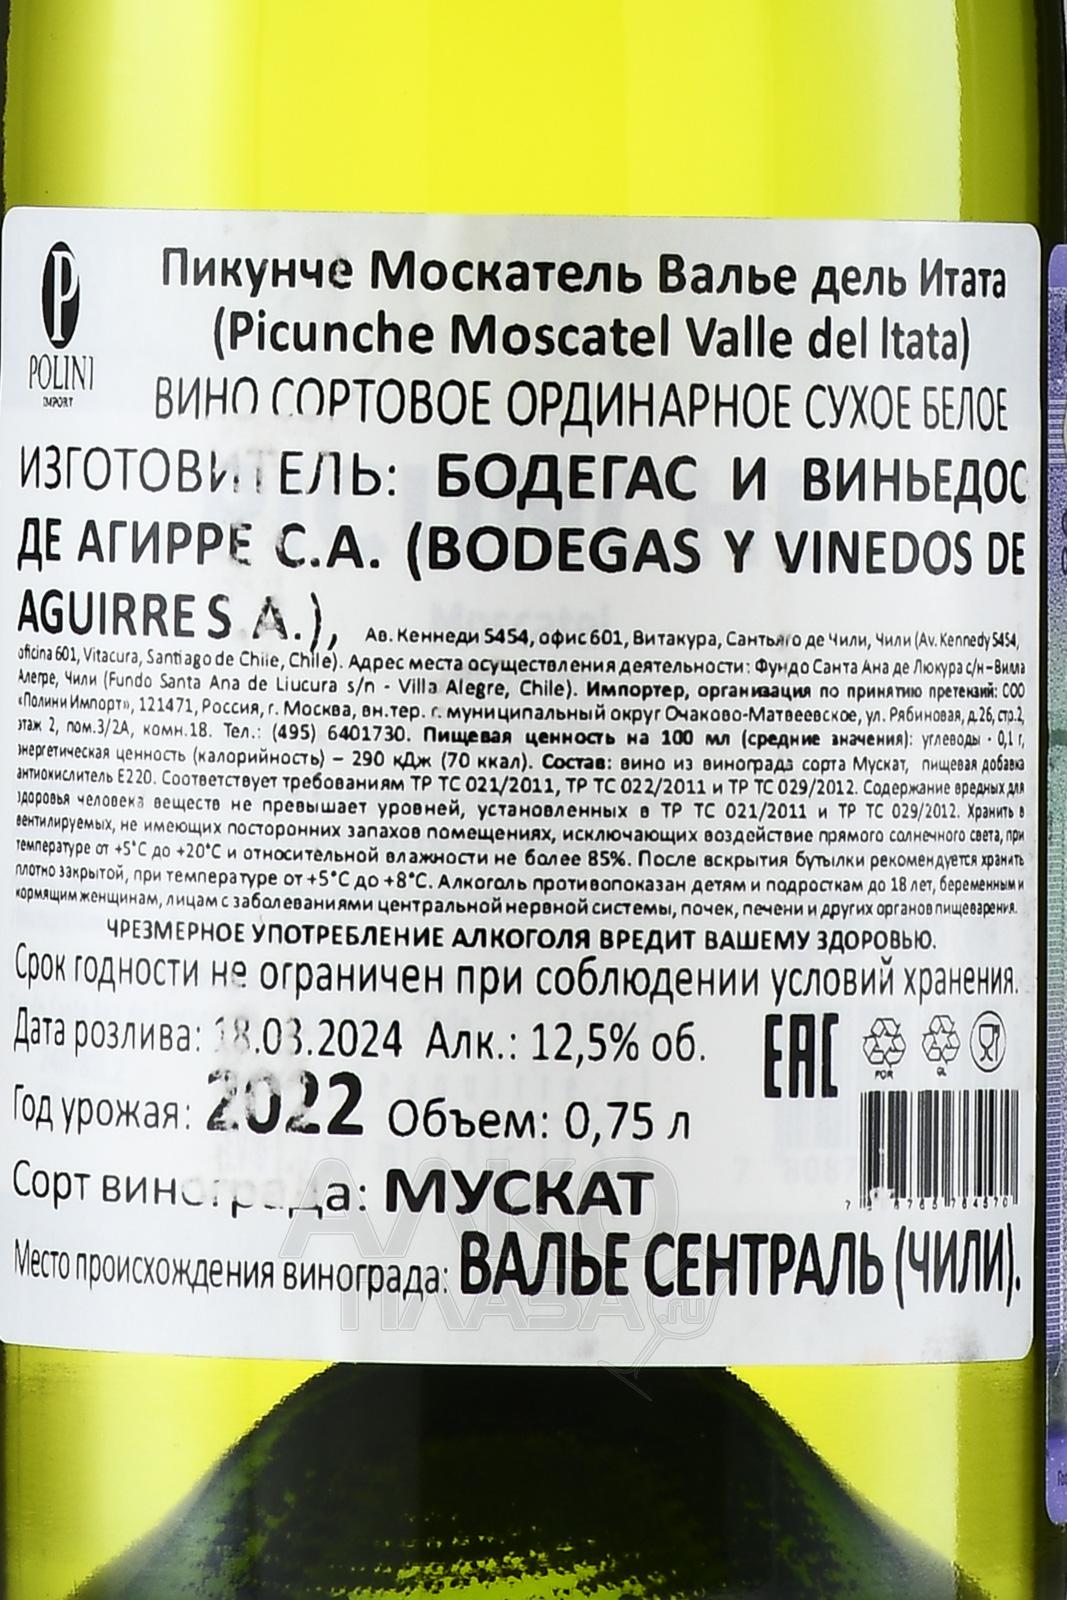 P
POLINI
IMPORT
Пикунче Москатель Валье дель Итата
(Picunche Moscatel Valle del Itata)
ВИНО СОРТОВОЕ ОРДИНАРНОЕ СУХОЕ БЕЛОЕ
ИЗГОТОВИТЕЛЬ: БОДЕГАС И ВИНЬЕДОС
ДЕ АГИРРЕ С.А. (BODEGAS Y VINEDOS DE
AGUIRRE S.A.), Ав. Кеннеди 5454, офис 601, Витакура, Сантьяго де Чили, Чили (Av. Kennedy 5454,
oficina 601, Vitacura, Santiago de Chile, Chile). Адрес места осуществления деятельности: Фундо Санта Ана де Люкура с/н – Вилла
Алегре, Чили (Fundo Santa Ana de Liucura s/n - Villa Alegre, Chile). Импортер, организация по принятию претензий: ООО
«Полини Импорт», 121471, Россия, г. Москва, вн.тер. г. муниципальный округ Очаково-Матвеевское, ул. Рябиновая, д.26, стр.2,
этаж 2, пом.3/2А, комн.18. Тел.: (495) 6401730. Пищевая ценность на 100 мл (средние значения): углеводы - 0,1 г,
энергетическая ценность (калорийность) – 290 кДж (70 ккал). Состав: вино из винограда сорта Мускат, пищевая добавка
антиокислитель Е220. Соответствует требованиям ТР ТС 021/2011, ТР ТС 022/2011 и ТР ТС 029/2012. Содержание вредных для
здоровья человека веществ не превышает уровней, установленных в ТР ТС 021/2011 и ТР ТС 029/2012. Хранить в
вентилируемых, не имеющих посторонних запахов помещениях, исключающих воздействие прямого солнечного света, при
температуре от +5°С до +20°С и относительной влажности не более 85%. После вскрытия бутылки рекомендуется хранить
плотно закрытой, при температуре от +5°С до +8°С. Алкоголь противопоказан детям и подросткам до 18 лет, беременным и
кормящим женщинам, лицам с заболеваниями центральной нервной системы, почек, печени и других органов пищеварения.
ЧРЕЗМЕРНОЕ УПОТРЕБЛЕНИЕ АЛКОГОЛЯ ВРЕДИТ ВАШЕМУ ЗДОРОВЬЮ.
Срок годности не ограничен при соблюдении условий хранения.
Дата розлива: 18.03.2024 Алк.: 12,5% об.
EAC
FOR
GL
Год урожая: 2022 Объем: 0,75 л
Сорт винограда: МУСКАТ
Место происхождения винограда: ВАЛЬЕ СЕНТРАЛЬ (ЧИЛИ).
АЛКО
ПЛАЗА.ru